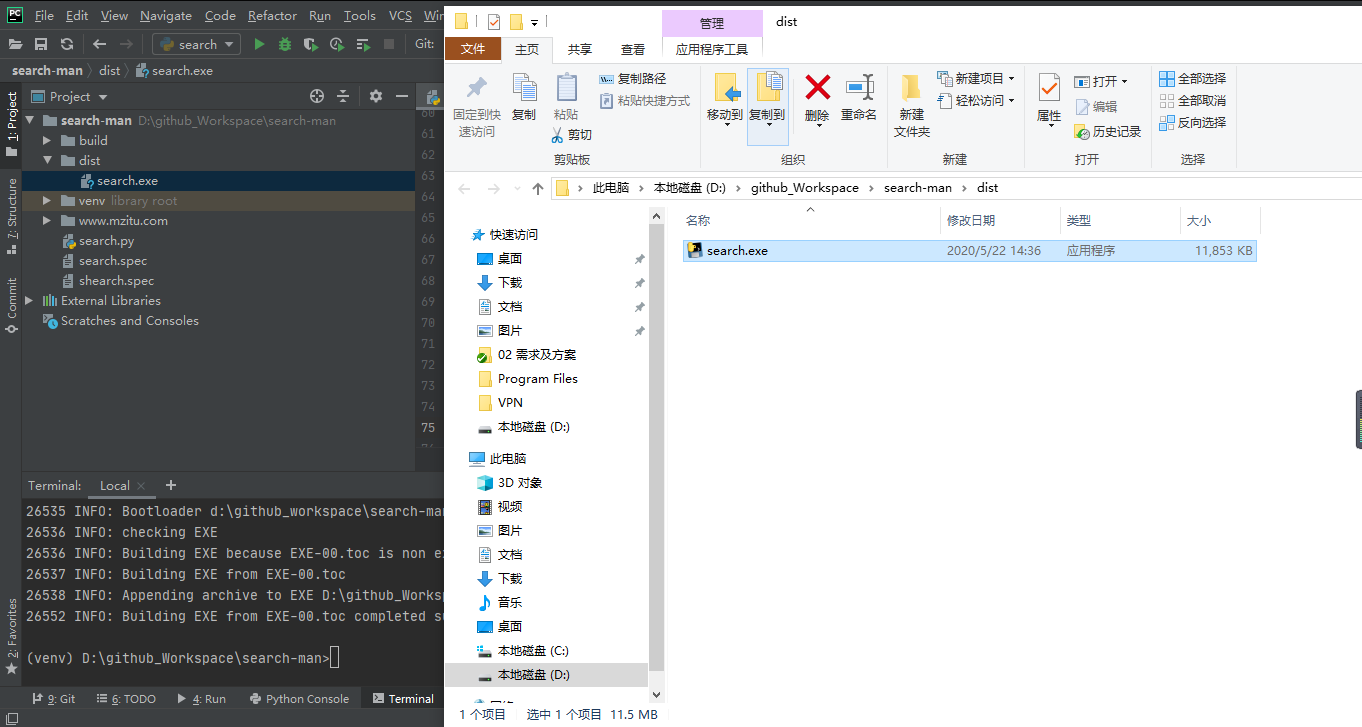 PC File Edit View Navigate Code Refactor Run Tools VCS
search Git:
search-man dist search.exe
1: Project
Z: Structure
Commit
2: Favorites
Project
search-man D:\github_Workspace\search-man
build
dist
search.exe
venv library root
www.mzitu.com
search.py
search.spec
shearch.spec
External Libraries
Scratches and Consoles
60
61
62
63
64
65
66
67
68
69
70
71
72
73
74
75
Terminal: Local
26535 INFO: Bootloader d:\github_workspace\search-man
26536 INFO: checking EXE
26536 INFO: Building EXE because EXE-00.toc is non e
26537 INFO: Building EXE from EXE-00.toc
26538 INFO: Appending archive to EXE D:\github_Works
26552 INFO: Building EXE from EXE-00.toc completed s
(venv) D:\github_Workspace\search-man>
9: Git 6: TODO 4: Run Python Console Terminal
管理 dist
文件 主页 共享 查看 应用程序工具
固定到快
速访问
复制
粘贴
复制路径
粘贴快捷方式
剪切
剪贴板
移动到 复制到 删除 重命名
组织
新建
文件夹
新建项目
轻松访问
新建
属性
打开
编辑
历史记录
打开
全部选择
全部取消
反向选择
选择
此电脑 本地磁盘 (D:) github_Workspace search-man dist
快速访问
桌面
下载
文档
图片
02 需求及方案
Program Files
VPN
本地磁盘 (D:)
此电脑
3D 对象
视频
图片
文档
下载
音乐
桌面
本地磁盘 (C:)
本地磁盘 (D:)
名称 修改日期 类型 大小
search.exe 2020/5/22 14:36 应用程序 11,853 KB
1 个项目 选中 1 个项目 11.5 MB